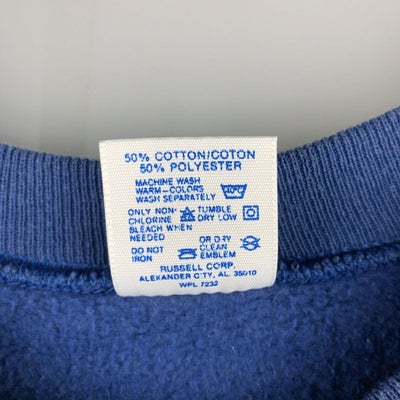 50% COTTON/COTON
50% POLYESTER
MACHINE WASH
WARM-COLORS
WASH SEPARATELY
ONLY NON- TUMBLE
CHLORINE DRY LOW
BLEACH WHEN
NEEDED
DO NOT OR DRY
IRON CLEAN
EMBLEM
RUSSELL CORP.
ALEXANDER CITY, AL. 35010
WPL 7232